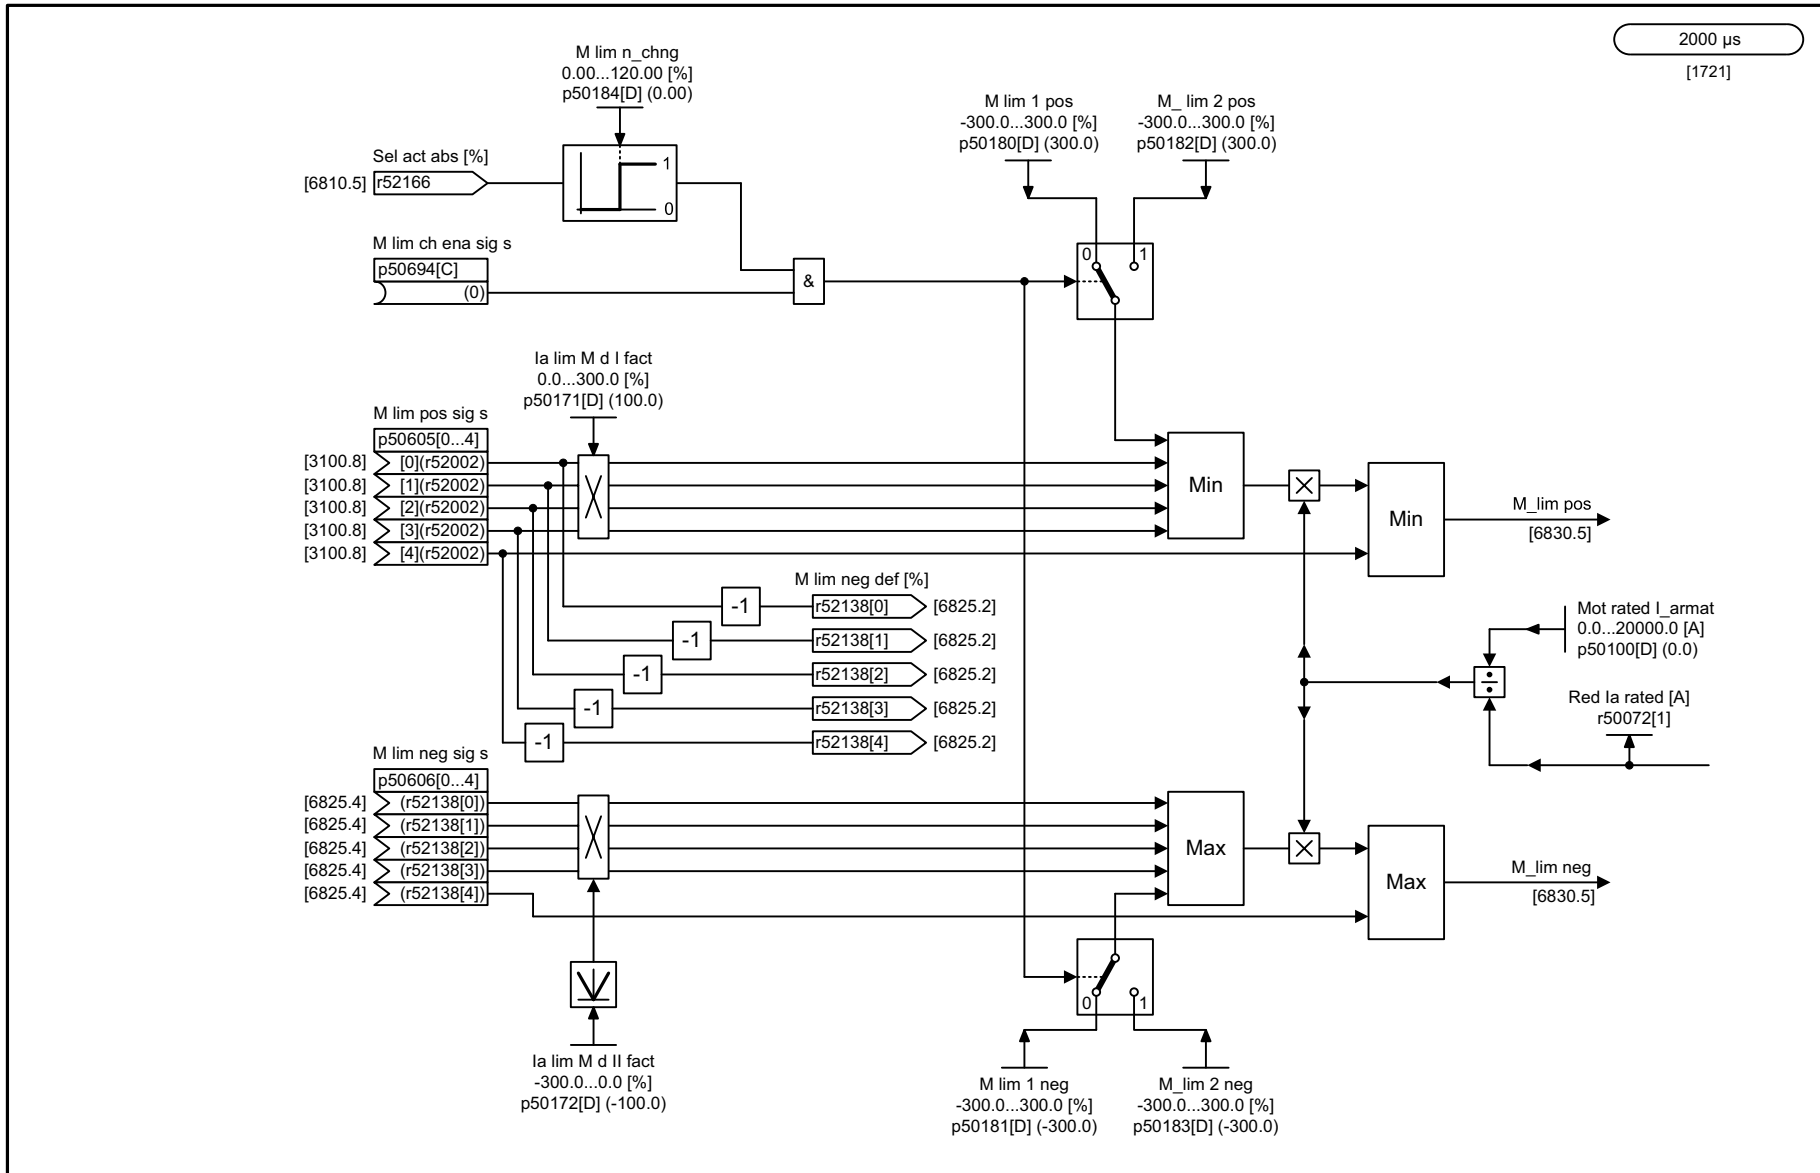 2000 µs
[1721]
M lim n_chng
0.00...120.00 [%]
p50184[D] (0.00)
M lim 1 pos
-300.0...300.0 [%]
p50180[D] (300.0)
M_ lim 2 pos
-300.0...300.0 [%]
p50182[D] (300.0)
Sel act abs [%]
[6810.5] r52166
1
0
M lim ch ena sig s
p50694[C]
(0)
&
0 1
Ia lim M d I fact
0.0...300.0 [%]
p50171[D] (100.0)
M lim pos sig s
p50605[0...4]
[3100.8] [0](r52002)
[3100.8] [1](r52002)
[3100.8] [2](r52002)
[3100.8] [3](r52002)
[3100.8] [4](r52002)
Min
Min
M_lim pos
[6830.5]
M lim neg def [%]
-1 r52138[0] [6825.2]
-1 r52138[1] [6825.2]
-1 r52138[2] [6825.2]
-1 r52138[3] [6825.2]
-1 r52138[4] [6825.2]
Mot rated I_armat
0.0...20000.0 [A]
p50100[D] (0.0)
Red Ia rated [A]
r50072[1]
M lim neg sig s
p50606[0...4]
[6825.4] (r52138[0])
[6825.4] (r52138[1])
[6825.4] (r52138[2])
[6825.4] (r52138[3])
[6825.4] (r52138[4])
Max
Max
M_lim neg
[6830.5]
0 1
Ia lim M d II fact
-300.0...0.0 [%]
p50172[D] (-100.0)
M lim 1 neg
-300.0...300.0 [%]
p50181[D] (-300.0)
M_lim 2 neg
-300.0...300.0 [%]
p50183[D] (-300.0)